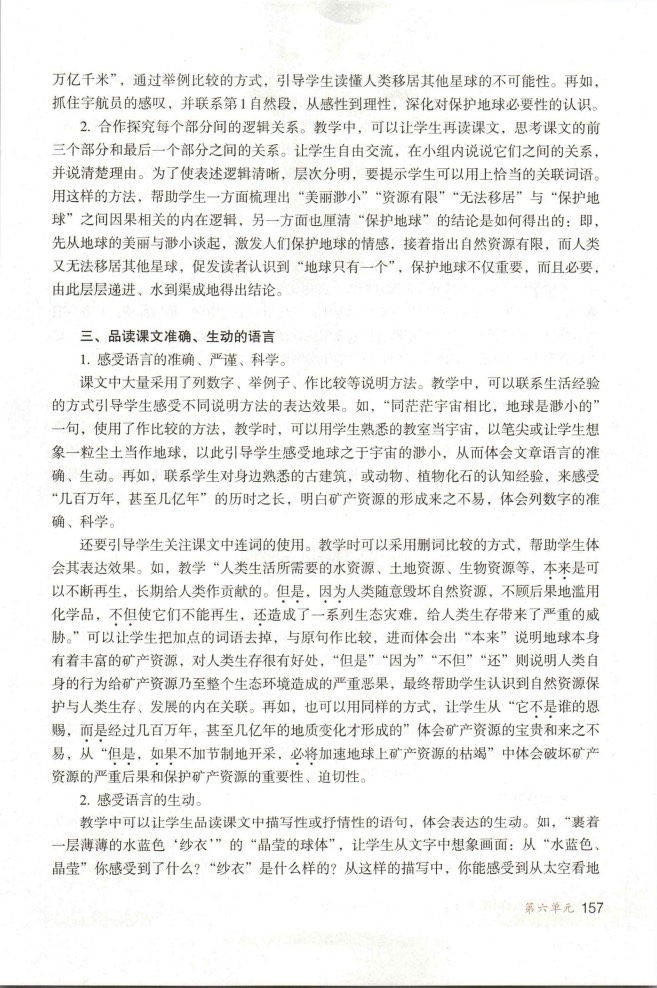 万亿千米”，通过举例比较的方式，引导学生读懂人类移居其他星球的不可能性。再如，
抓住宇航员的感叹，并联系第1自然段，从感性到理性，深化对保护地球必要性的认识。
2. 合作探究每个部分间的逻辑关系。教学中，可以让学生再读课文，思考课文的前
三个部分和最后一个部分之间的关系。让学生自由交流，在小组内说说它们之间的关系，
并说清楚理由。为了使表述逻辑清晰，层次分明，要提示学生可以用上恰当的关联词语。
用这样的方法，帮助学生一方面梳理出“美丽渺小”“资源有限”“无法移居”与“保护地
球”之间因果相关的内在逻辑，另一方面也厘清“保护地球”的结论是如何得出的：即，
先从地球的美丽与渺小谈起，激发人们保护地球的情感，接着指出自然资源有限，而人类
又无法移居其他星球，促发读者认识到“地球只有一个”，保护地球不仅重要，而且必要，
由此层层递进、水到渠成地得出结论。
三、品读课文准确、生动的语言
1. 感受语言的准确、严谨、科学。
课文中大量采用了列数字、举例子、作比较等说明方法。教学中，可以联系生活经验
的方式引导学生感受不同说明方法的表达效果。如，“同茫茫宇宙相比，地球是渺小的”
一句，使用了作比较的方法，教学时，可以用学生熟悉的教室当宇宙，以笔尖或让学生想
象一粒尘土当作地球，以此引导学生感受地球之于宇宙的渺小，从而体会文章语言的准
确、生动。再如，联系学生对身边熟悉的古建筑，或动物、植物化石的认知经验，来感受
“几百万年，甚至几亿年”的历时之长，明白矿产资源的形成来之不易，体会列数字的准
确、科学。
还要引导学生关注课文中连词的使用。教学时可以采用删词比较的方式，帮助学生体
会其表达效果。如，教学“人类生活所需要的水资源、土地资源、生物资源等，本来是可
以不断再生，长期给人类作贡献的。但是，因为人类随意毁坏自然资源，不顾后果地滥用
化学品，不但使它们不能再生，还造成了一系列生态灾难，给人类生存带来了严重的威
胁。”可以让学生把加点的词语去掉，与原句作比较，进而体会出“本来”说明地球本身
有着丰富的矿产资源，对人类生存很有好处，“但是”“因为”“不但”“还”则说明人类自
身的行为给矿产资源乃至整个生态环境造成的严重恶果，最终帮助学生认识到自然资源保
护与人类生存、发展的内在关联。再如，也可以用同样的方式，让学生从“它不是谁的恩
赐，而是经过几百万年，甚至几亿年的地质变化才形成的”体会矿产资源的宝贵和来之不
易，从“但是，如果不加节制地开采，必将加速地球上矿产资源的枯竭”中体会破坏矿产
资源的严重后果和保护矿产资源的重要性、迫切性。
2. 感受语言的生动。
教学中可以让学生品读课文中描写性或抒情性的语句，体会表达的生动。如，“裹着
一层薄薄的水蓝色‘纱衣’”的“晶莹的球体”，让学生从文字中想象画面：从“水蓝色、
晶莹”你感受到了什么？“纱衣”是什么样的？从这样的描写中，你能感受到从太空看地
第六单元 157